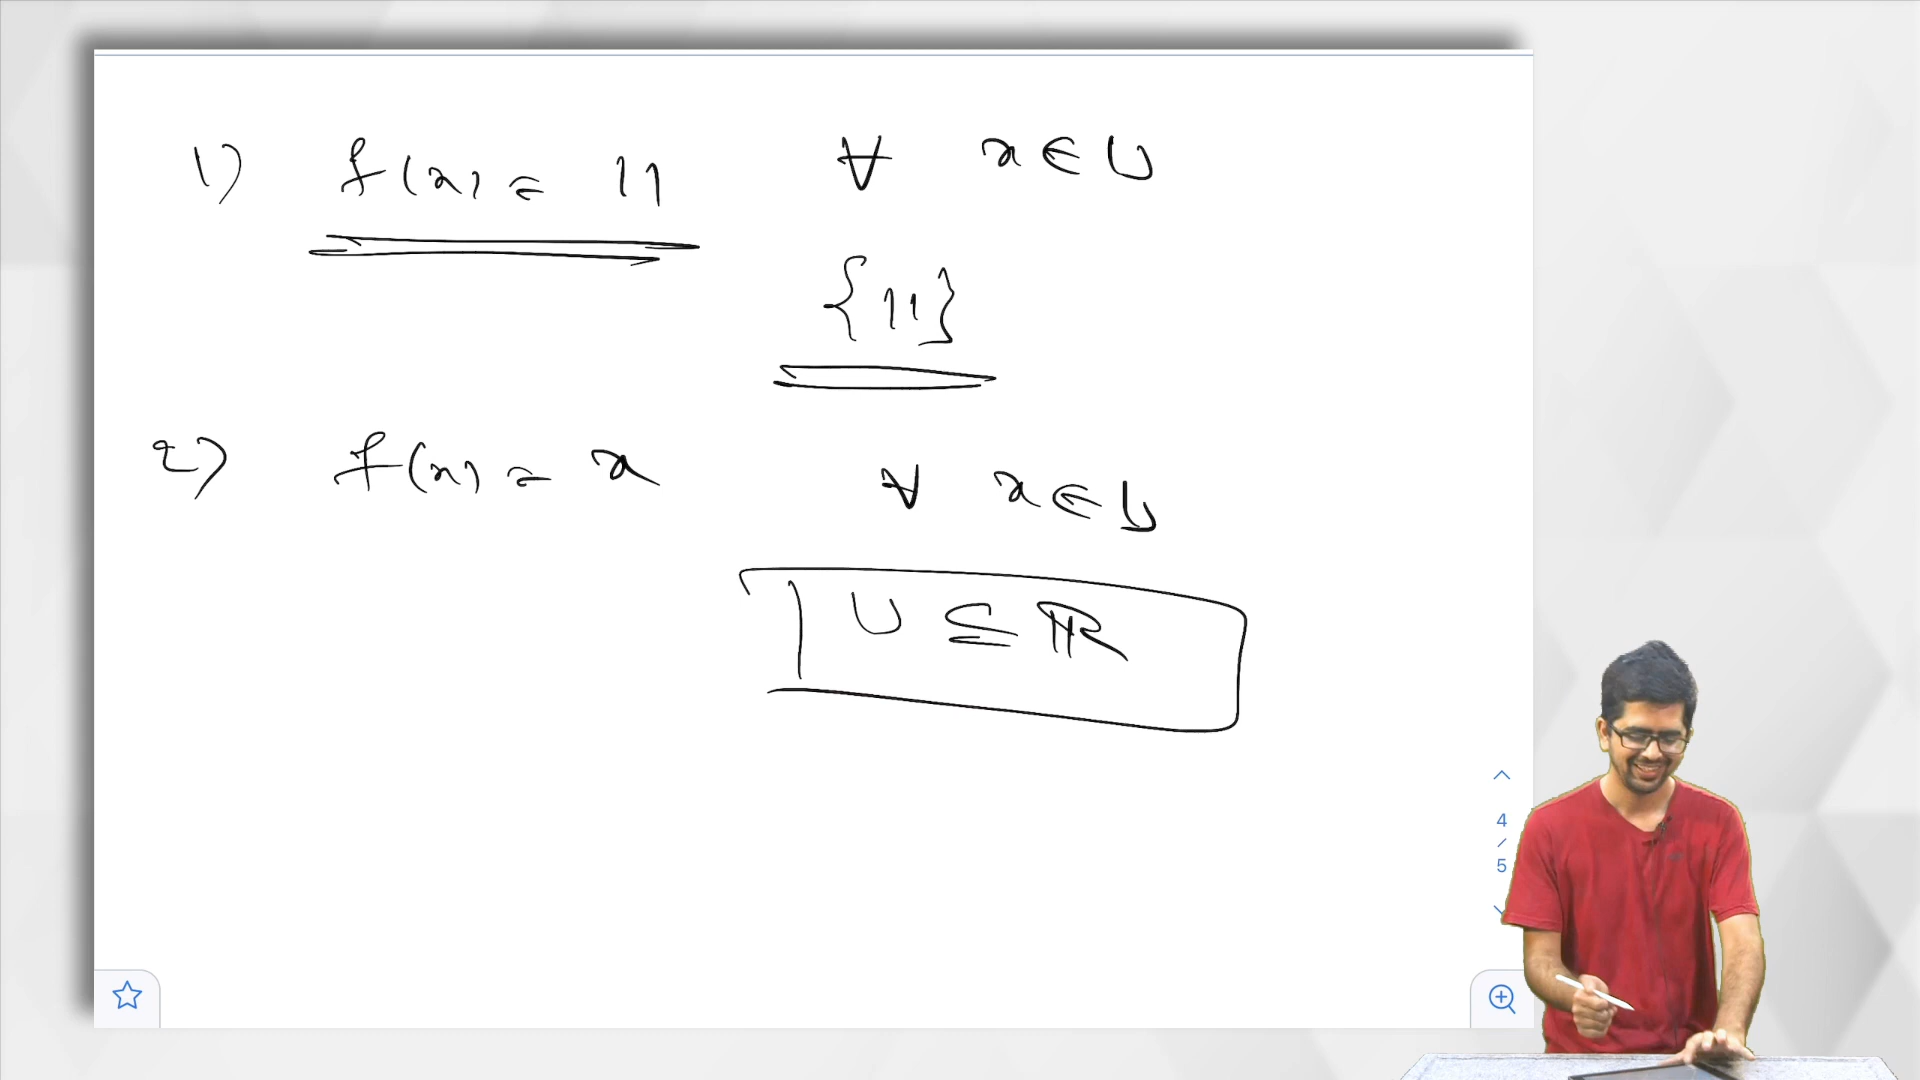 1) f(x) = 11 ∀ x ∈ U
{11}
2) f(x) = x ∀ x ∈ U
U ⊆ ℝ
4
/
5